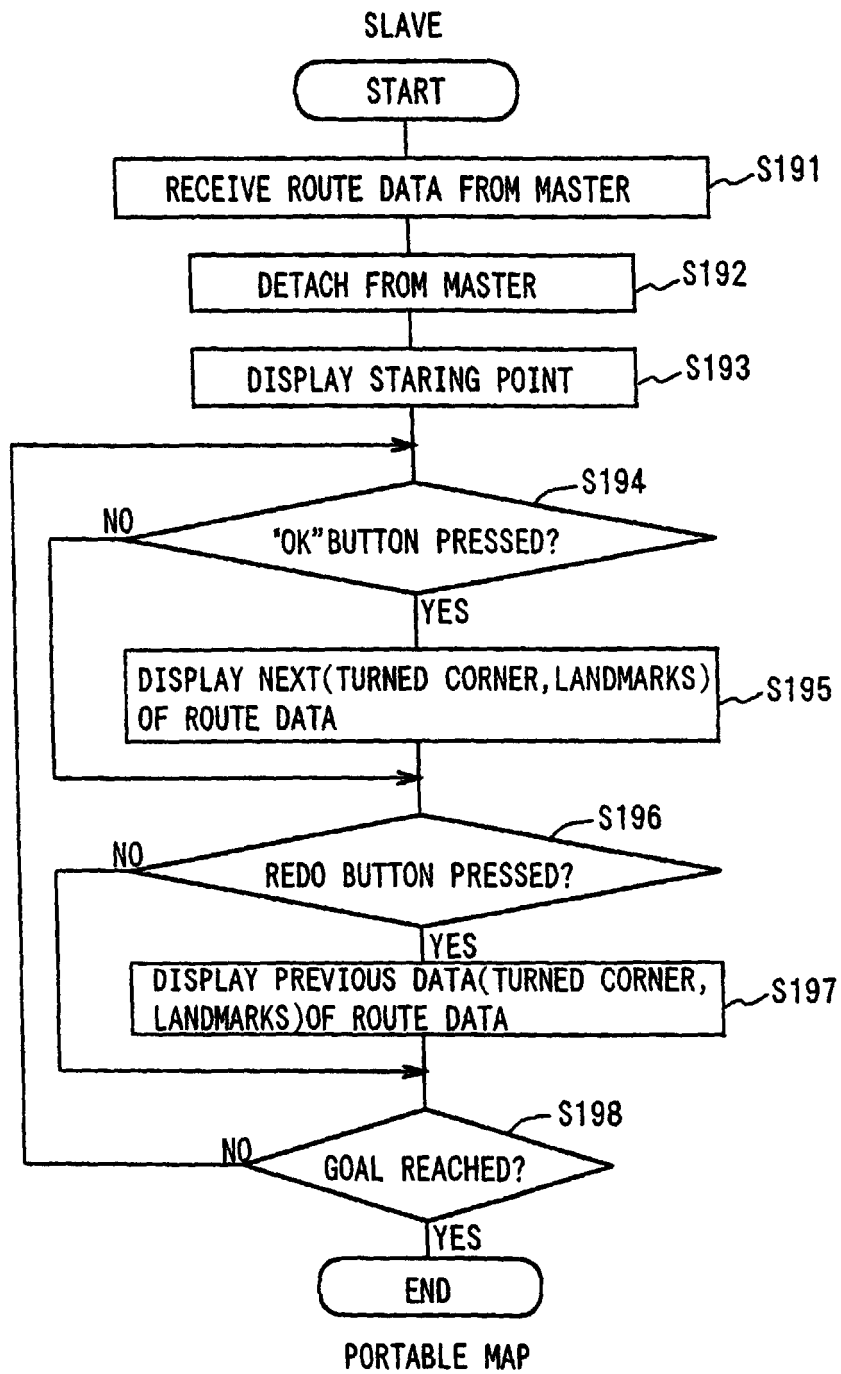 SLAVE
START
RECEIVE ROUTE DATA FROM MASTER
S191
DETACH FROM MASTER
S192
DISPLAY STARING POINT
S193
S194
NO
"OK" BUTTON PRESSED?
YES
DISPLAY NEXT(TURNED CORNER,LANDMARKS)
OF ROUTE DATA
S195
S196
NO
REDO BUTTON PRESSED?
YES
DISPLAY PREVIOUS DATA(TURNED CORNER,
LANDMARKS)OF ROUTE DATA
S197
S198
NO
GOAL REACHED?
YES
END
PORTABLE MAP